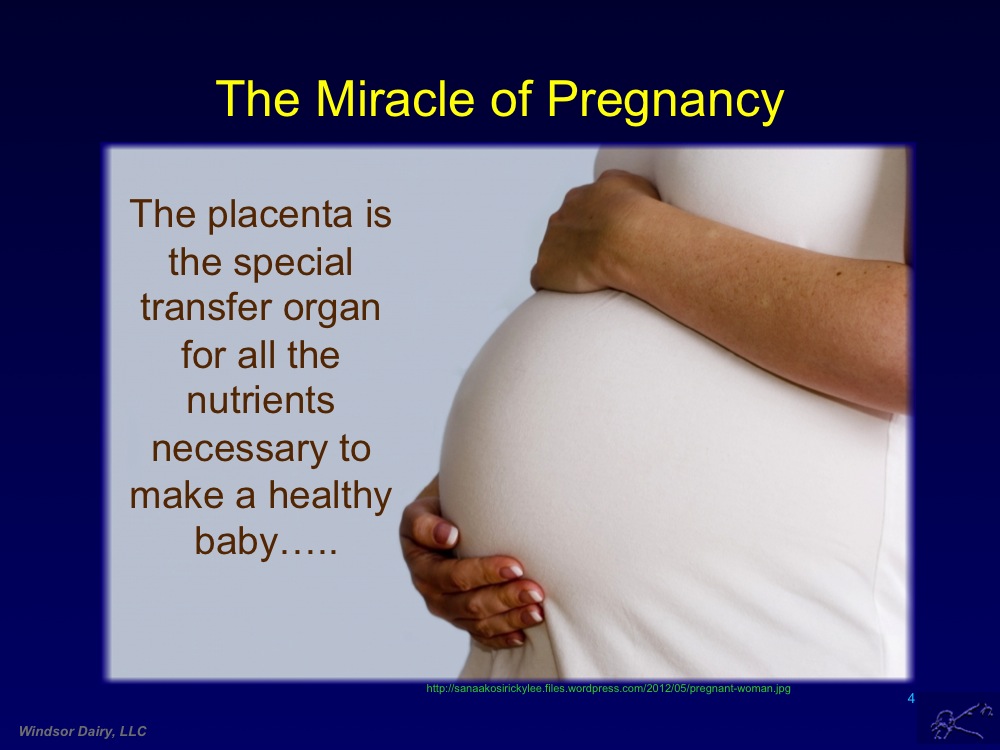 The Miracle of Pregnancy
The placenta is
the special
transfer organ
for all the
nutrients
necessary to
make a healthy
baby…..
http://sanaakosirickylee.files.wordpress.com/2012/05/pregnant-woman.jpg
4
Windsor Dairy, LLC